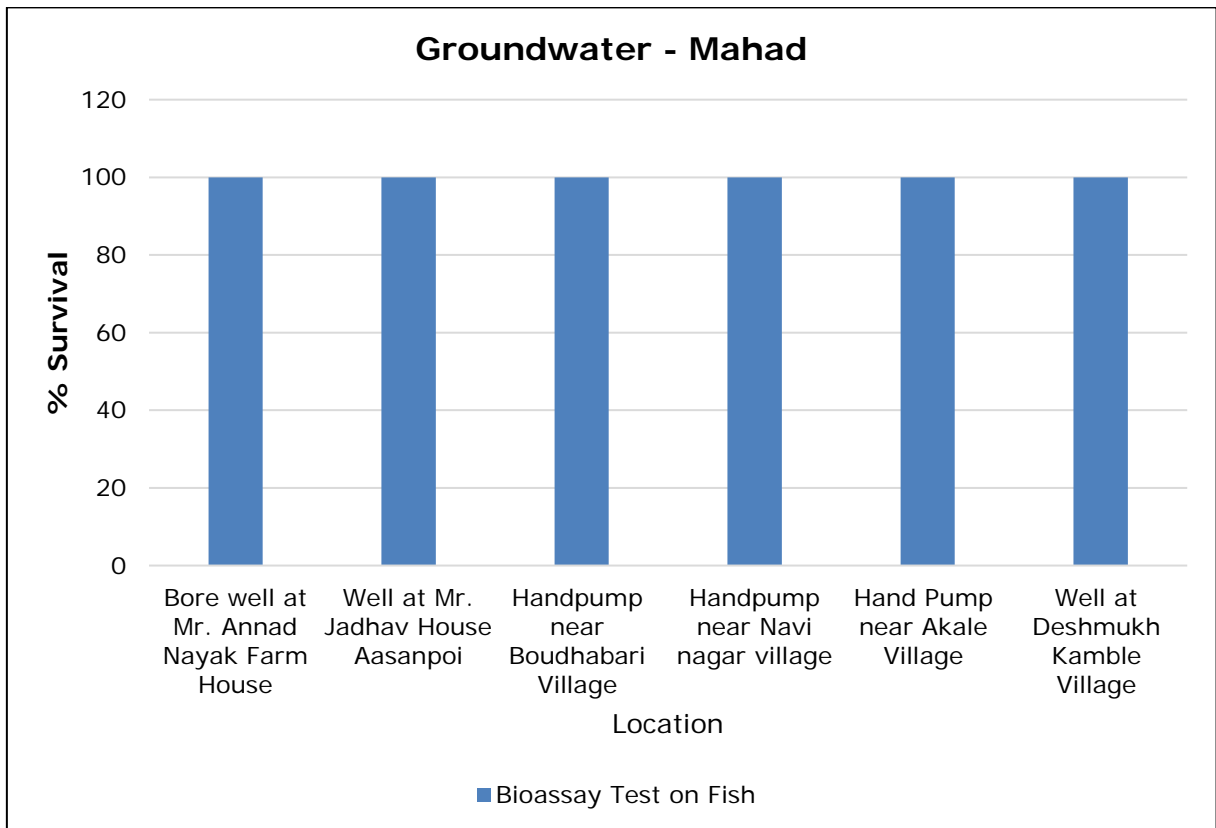 Groundwater - Mahad
120
100
80
60
40
20
0
% Survival
Bore well at
Mr. Annad
Nayak Farm
House
Well at Mr.
Jadhav House
Aasanpoi
Handpump
near
Boudhabari
Village
Handpump
near Navi
nagar village
Hand Pump
near Akale
Village
Well at
Deshmukh
Kamble
Village
Location
Bioassay Test on Fish